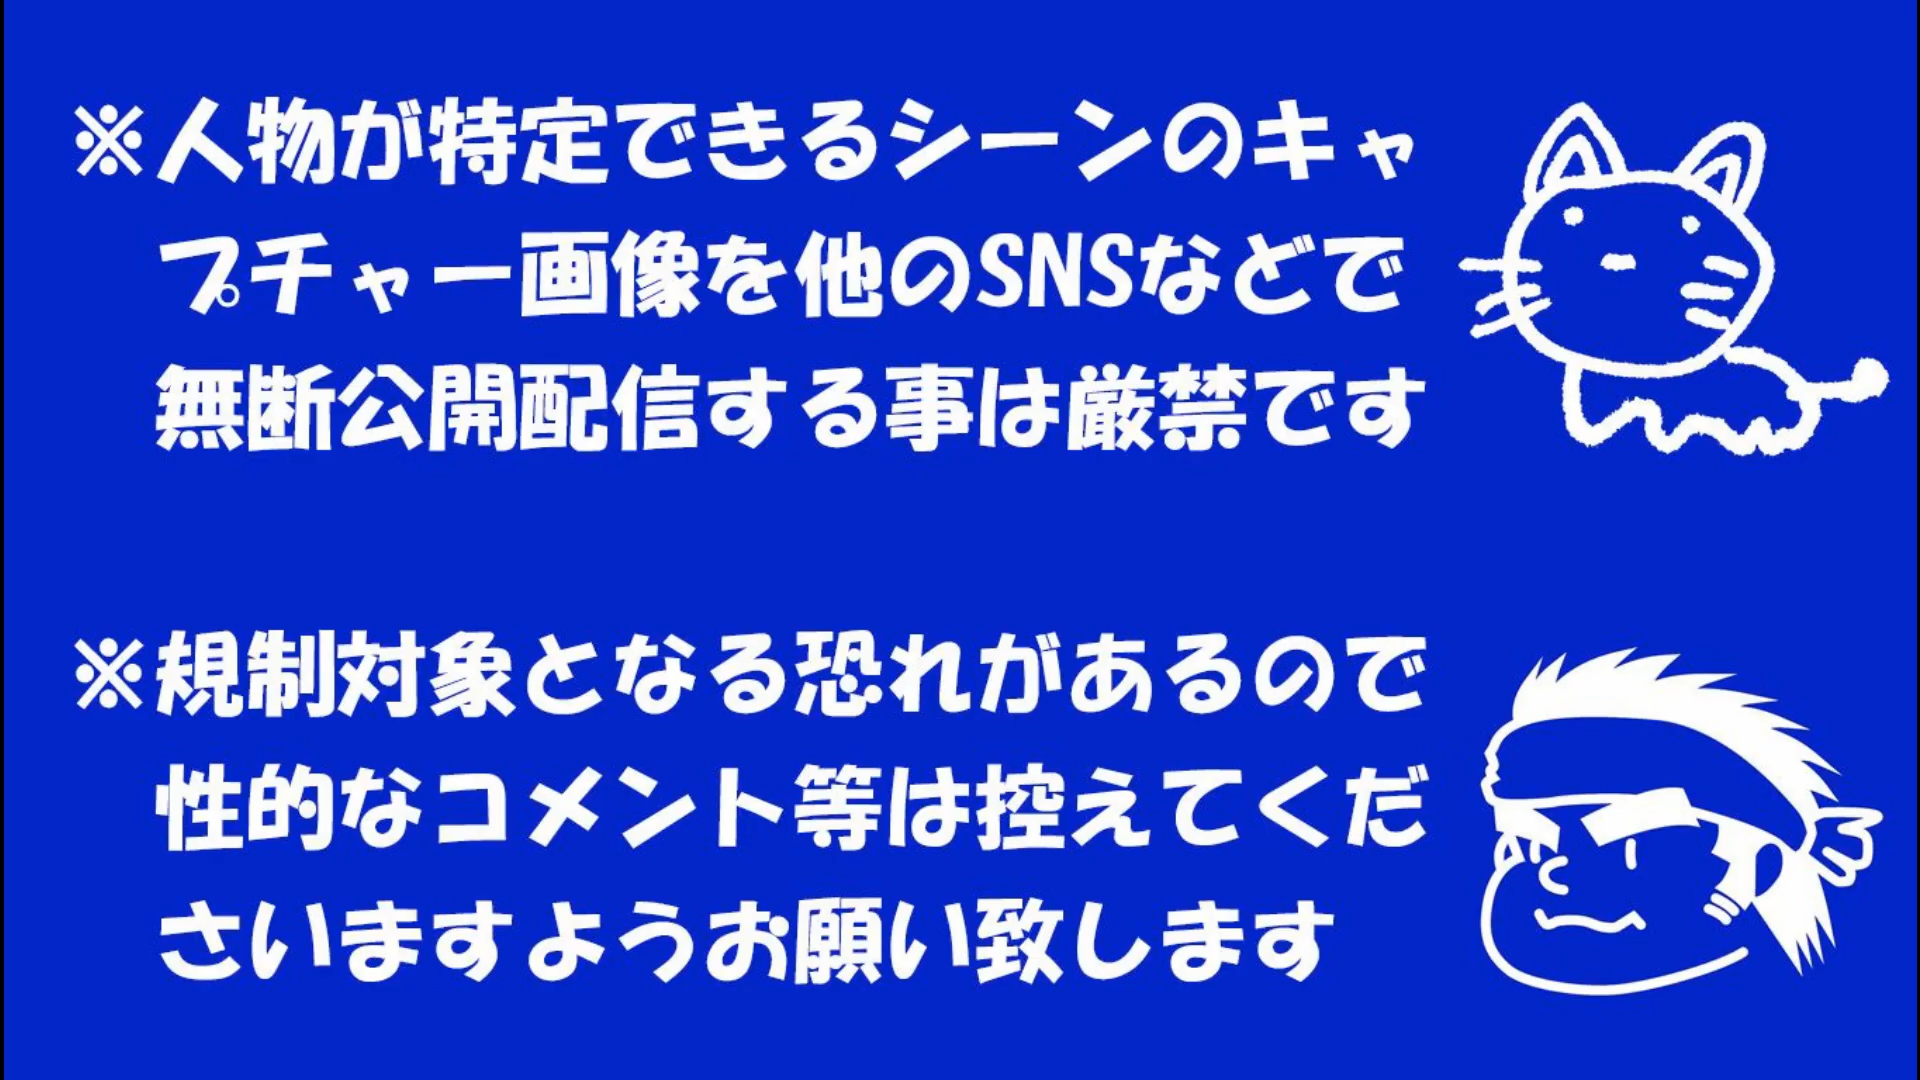 ※人物が特定できるシーンのキャ
プチャー画像を他のSNSなどで
無断公開配信する事は厳禁です
※規制対象となる恐れがあるので
性的なコメント等は控えてくだ
さいますようお願い致します